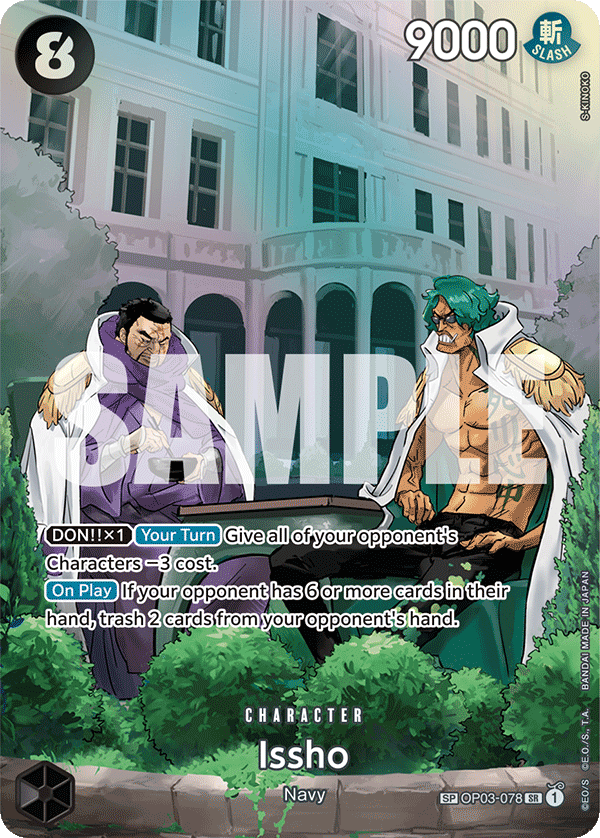 8
9000
斬
SLASH
S-KINOKO
SAMPLE
DON!!×1 Your Turn Give all of your opponent's
Characters −3 cost.
On Play If your opponent has 6 or more cards in their
hand, trash 2 cards from your opponent's hand.
CHARACTER
Issho
Navy
SP OP03-078 SR 1
©E.O./S ©E.O./S., T.A. BANDAI MADE IN JAPAN